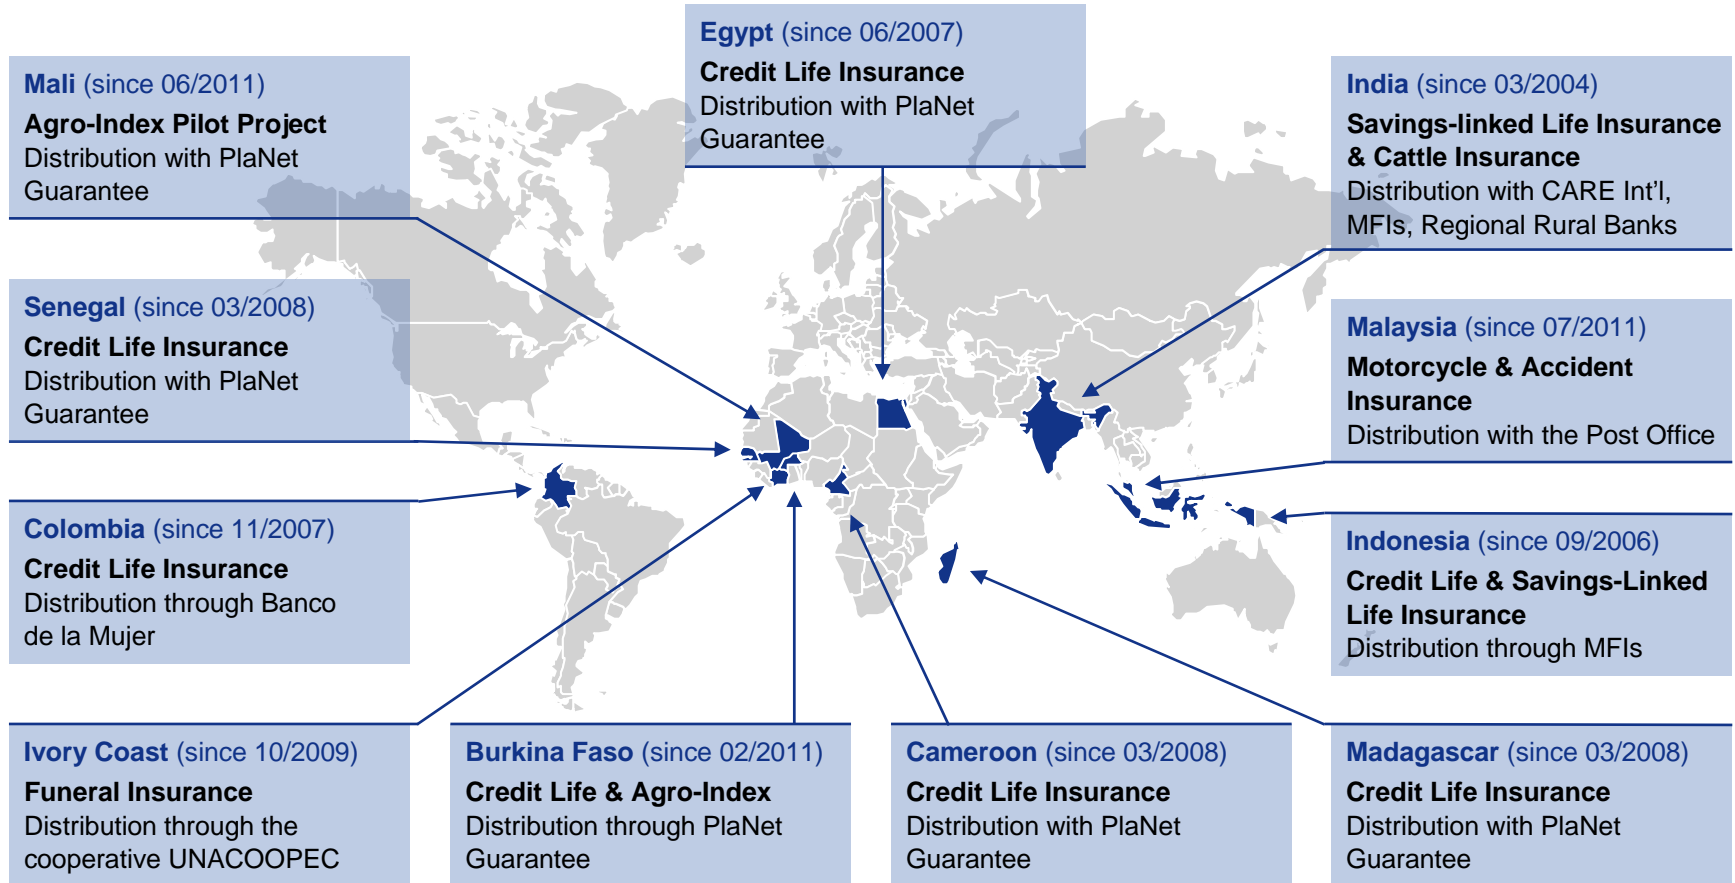 Egypt (since 06/2007)
Credit Life Insurance
Distribution with PlaNet
Guarantee
Mali (since 06/2011)
Agro-Index Pilot Project
Distribution with PlaNet
Guarantee
India (since 03/2004)
Savings-linked Life Insurance
& Cattle Insurance
Distribution with CARE Int’l,
MFIs, Regional Rural Banks
Senegal (since 03/2008)
Credit Life Insurance
Distribution with PlaNet
Guarantee
Malaysia (since 07/2011)
Motorcycle & Accident
Insurance
Distribution with the Post Office
Colombia (since 11/2007)
Credit Life Insurance
Distribution through Banco
de la Mujer
Indonesia (since 09/2006)
Credit Life & Savings-Linked
Life Insurance
Distribution through MFIs
Ivory Coast (since 10/2009)
Funeral Insurance
Distribution through the
cooperative UNACOOPEC
Burkina Faso (since 02/2011)
Credit Life & Agro-Index
Distribution through PlaNet
Guarantee
Cameroon (since 03/2008)
Credit Life Insurance
Distribution with PlaNet
Guarantee
Madagascar (since 03/2008)
Credit Life Insurance
Distribution with PlaNet
Guarantee